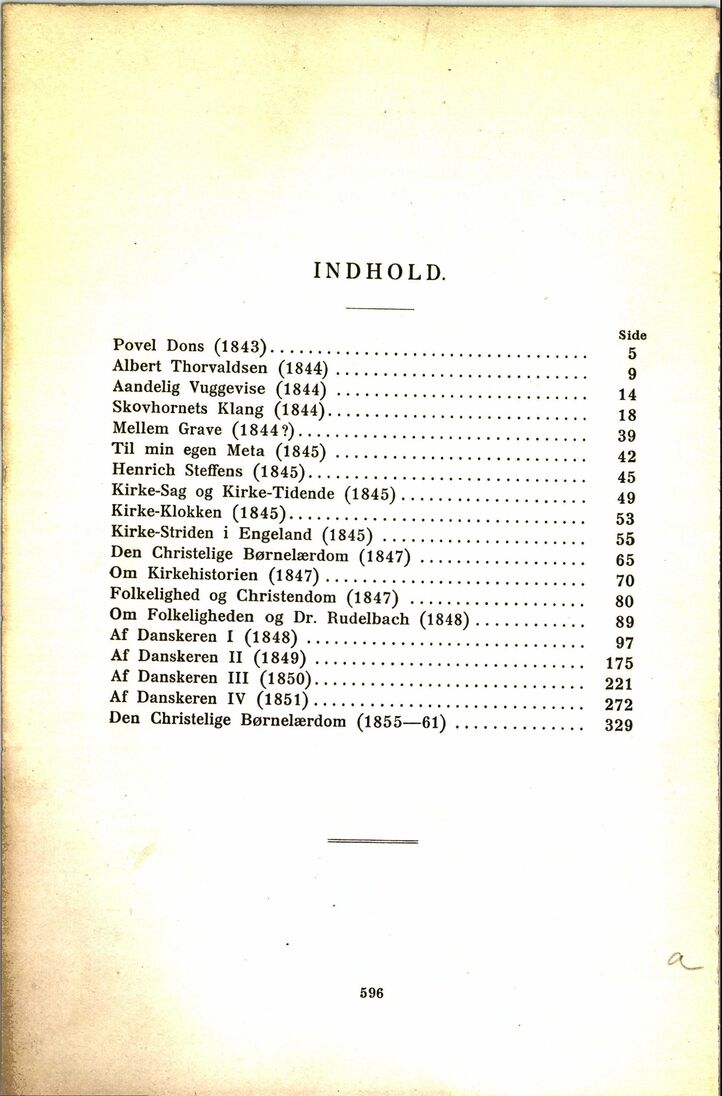 INDHOLD.
Side
Povel Dons (1843) .................................. 5
Albert Thorvaldsen (1844) ........................... 9
Aandelig Vuggevise (1844) ........................... 14
Skovhornets Klang (1844) ............................ 18
Mellem Grave (1844?) ............................... 39
Til min egen Meta (1845) ........................... 42
Henrich Steffens (1845) .............................. 45
Kirke-Sag og Kirke-Tidende (1845) .................... 49
Kirke-Klokken (1845) ................................ 53
Kirke-Striden i Engeland (1845) ...................... 55
Den Christelige Børnelærdom (1847) .................. 65
Om Kirkehistorien (1847) ............................ 70
Folkelighed og Christendom (1847) ................... 80
Om Folkeligheden og Dr. Rudelbach (1848) ............ 89
Af Danskeren I (1848) .............................. 97
Af Danskeren II (1849) ............................. 175
Af Danskeren III (1850) ............................. 221
Af Danskeren IV (1851) ............................. 272
Den Christelige Børnelærdom (1855—61) .............. 329
a
596